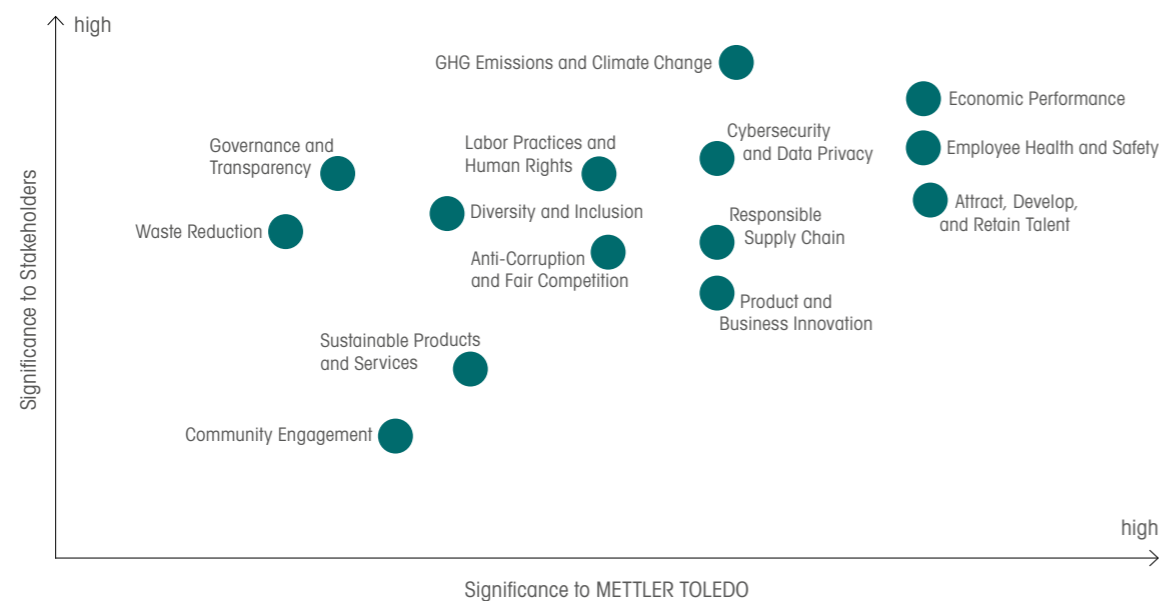 high
GHG Emissions and Climate Change
Economic Performance
Cybersecurity
and Data Privacy
Employee Health and Safety
Governance and
Transparency
Labor Practices and
Human Rights
Attract, Develop,
and Retain Talent
Diversity and Inclusion
Responsible
Supply Chain
Waste Reduction
Anti-Corruption
and Fair Competition
Product and
Business Innovation
Sustainable Products
and Services
Community Engagement
Significance to Stakeholders
high
Significance to METTLER TOLEDO